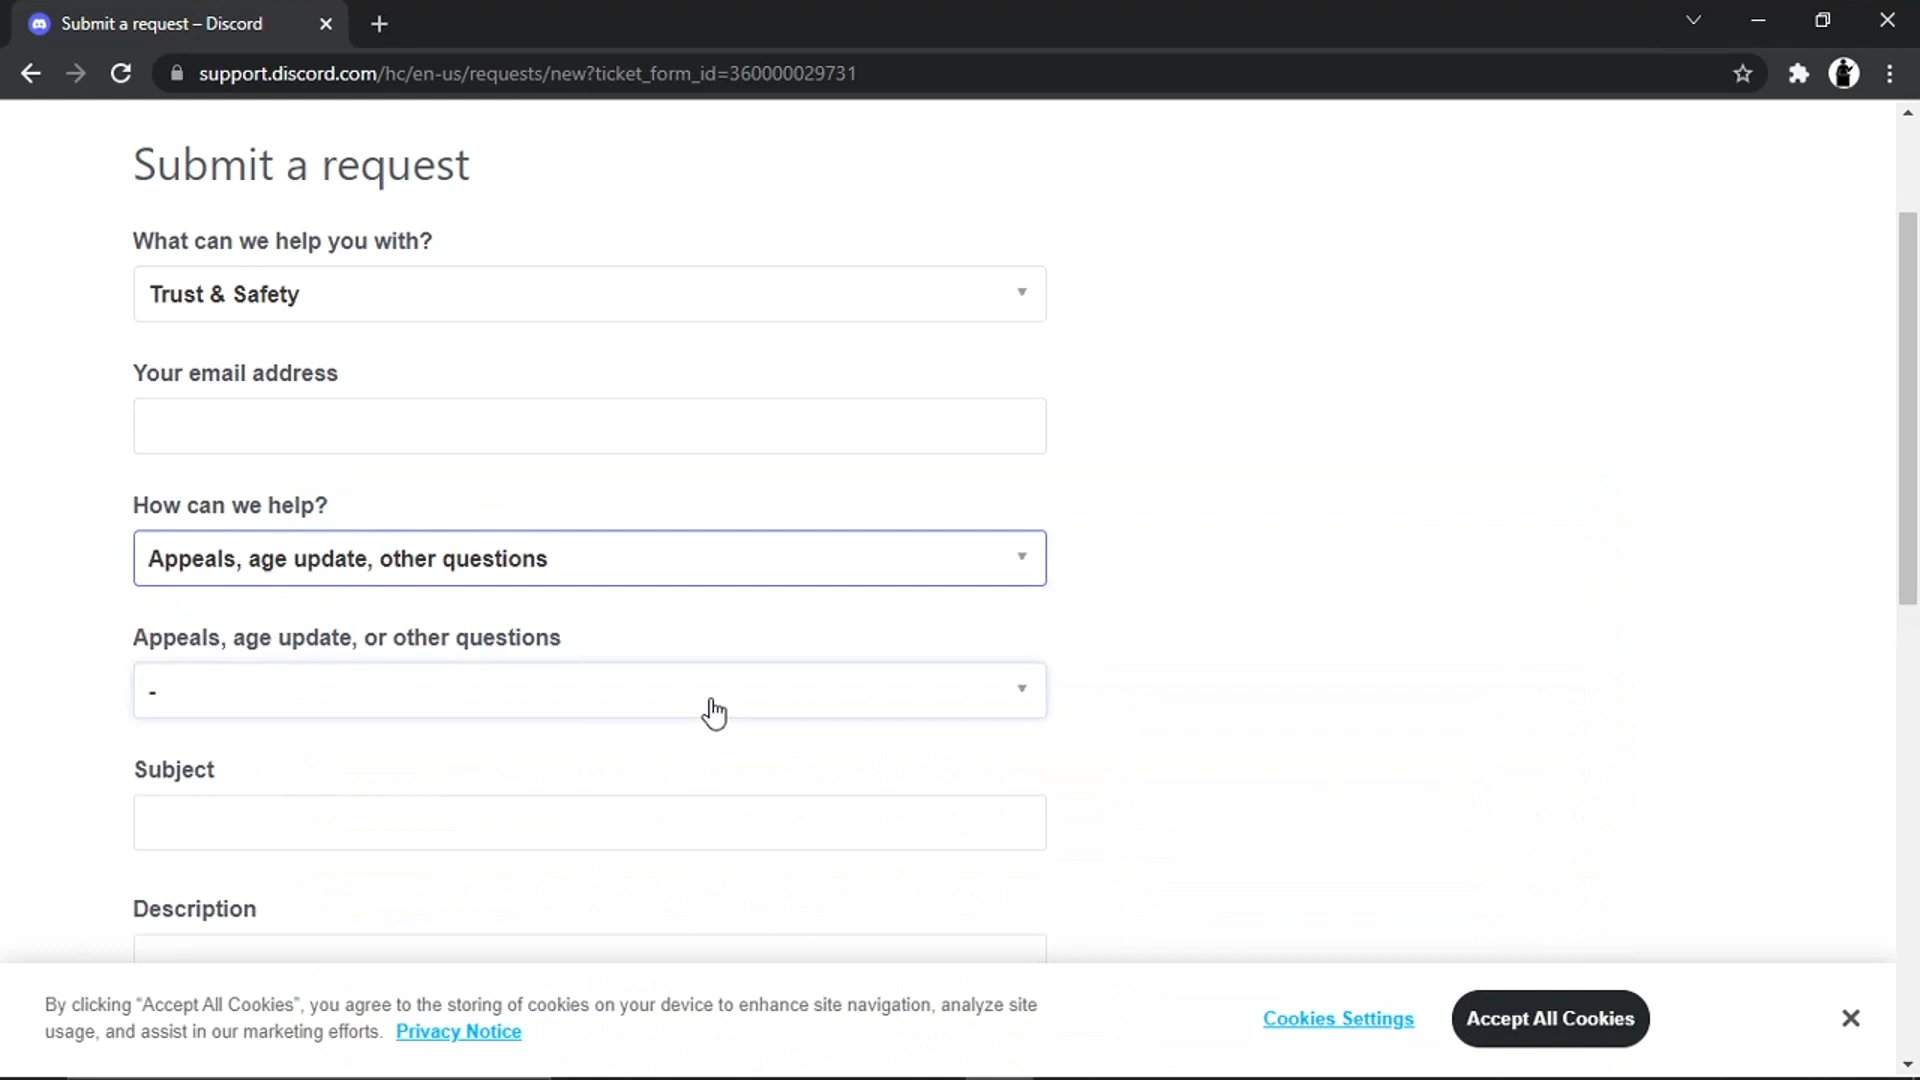 Submit a request – Discord
support.discord.com/hc/en-us/requests/new?ticket_form_id=360000029731
Submit a request
What can we help you with?
Trust & Safety
Your email address
How can we help?
Appeals, age update, other questions
Appeals, age update, or other questions
-
Subject
Description
By clicking “Accept All Cookies”, you agree to the storing of cookies on your device to enhance site navigation, analyze site
usage, and assist in our marketing efforts. Privacy Notice
Cookies Settings
Accept All Cookies